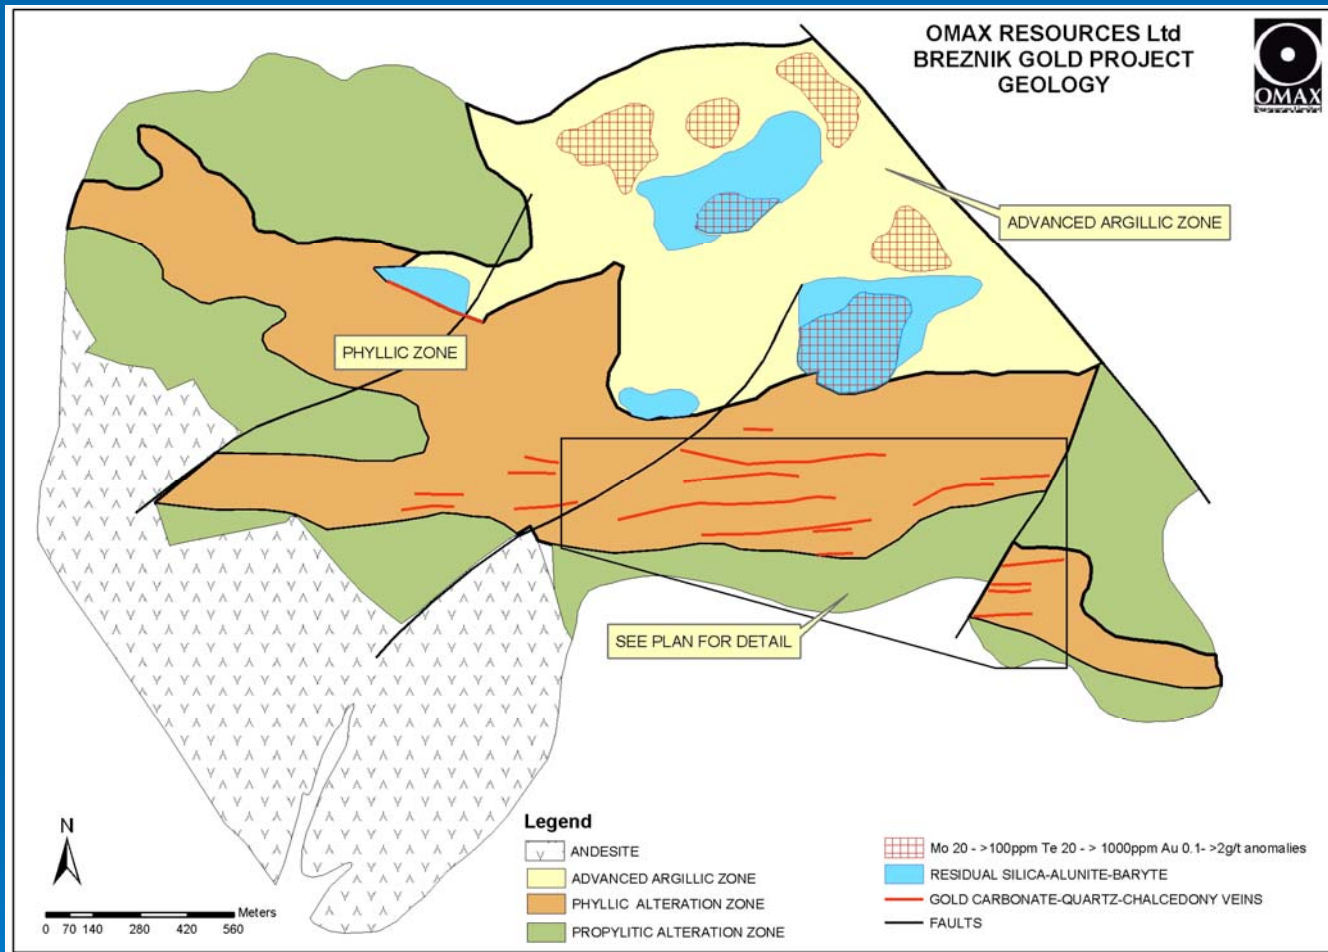 OMAX RESOURCES Ltd
BREZNIK GOLD PROJECT
GEOLOGY
OMAX
ADVANCED ARGILLIC ZONE
PHYLLIC ZONE
SEE PLAN FOR DETAIL
N
0 70 140 280 420 560 Meters
Legend
ANDESITE
ADVANCED ARGILLIC ZONE
PHYLLIC ALTERATION ZONE
PROPYLITIC ALTERATION ZONE
Mo 20 - >100ppm Te 20 - > 1000ppm Au 0.1- >2g/t anomalies
RESIDUAL SILICA-ALUNITE-BARYTE
GOLD CARBONATE-QUARTZ-CHALCEDONY VEINS
FAULTS